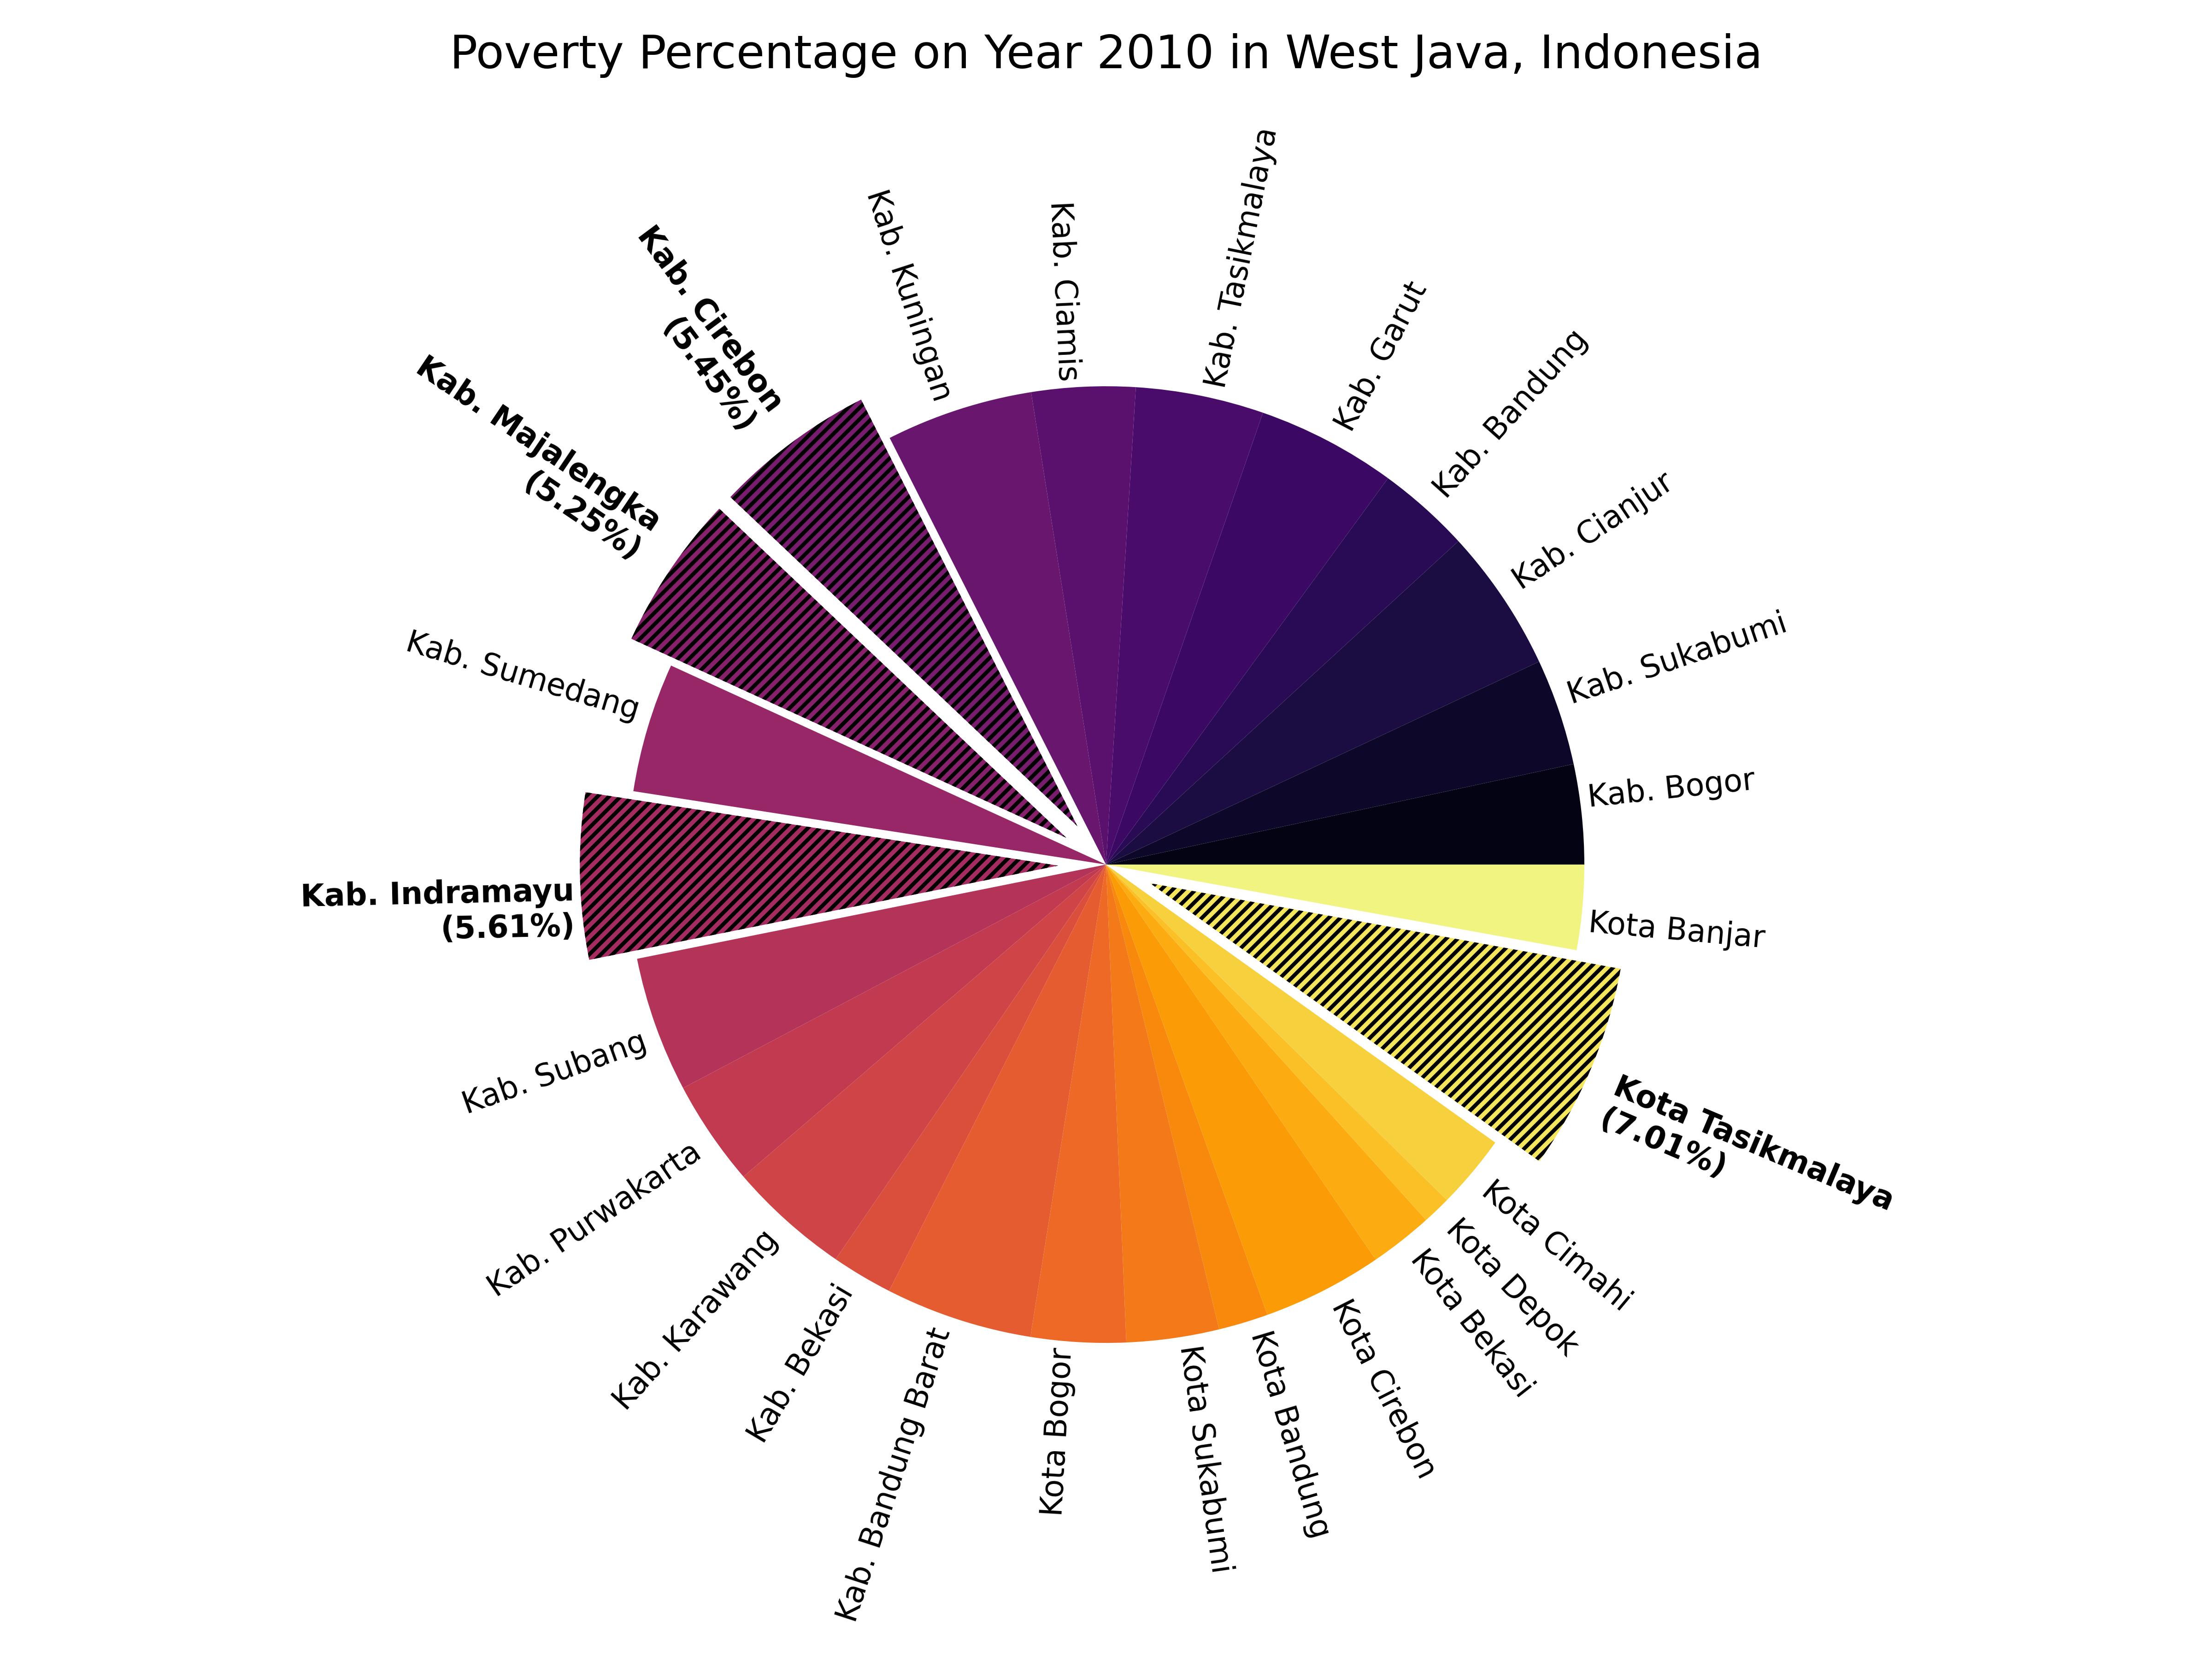 Poverty Percentage on Year 2010 in West Java, Indonesia
Kab. Bogor
Kab. Sukabumi
Kab. Cianjur
Kab. Bandung
Kab. Garut
Kab. Tasikmalaya
Kab. Ciamis
Kab. Kuningan
Kab. Cirebon
(5.45%)
Kab. Majalengka
(5.25%)
Kab. Sumedang
Kab. Indramayu
(5.61%)
Kab. Subang
Kab. Purwakarta
Kab. Karawang
Kab. Bekasi
Kab. Bandung Barat
Kota Bogor
Kota Sukabumi
Kota Bandung
Kota Cirebon
Kota Bekasi
Kota Depok
Kota Cimahi
Kota Tasikmalaya
(7.01%)
Kota Banjar